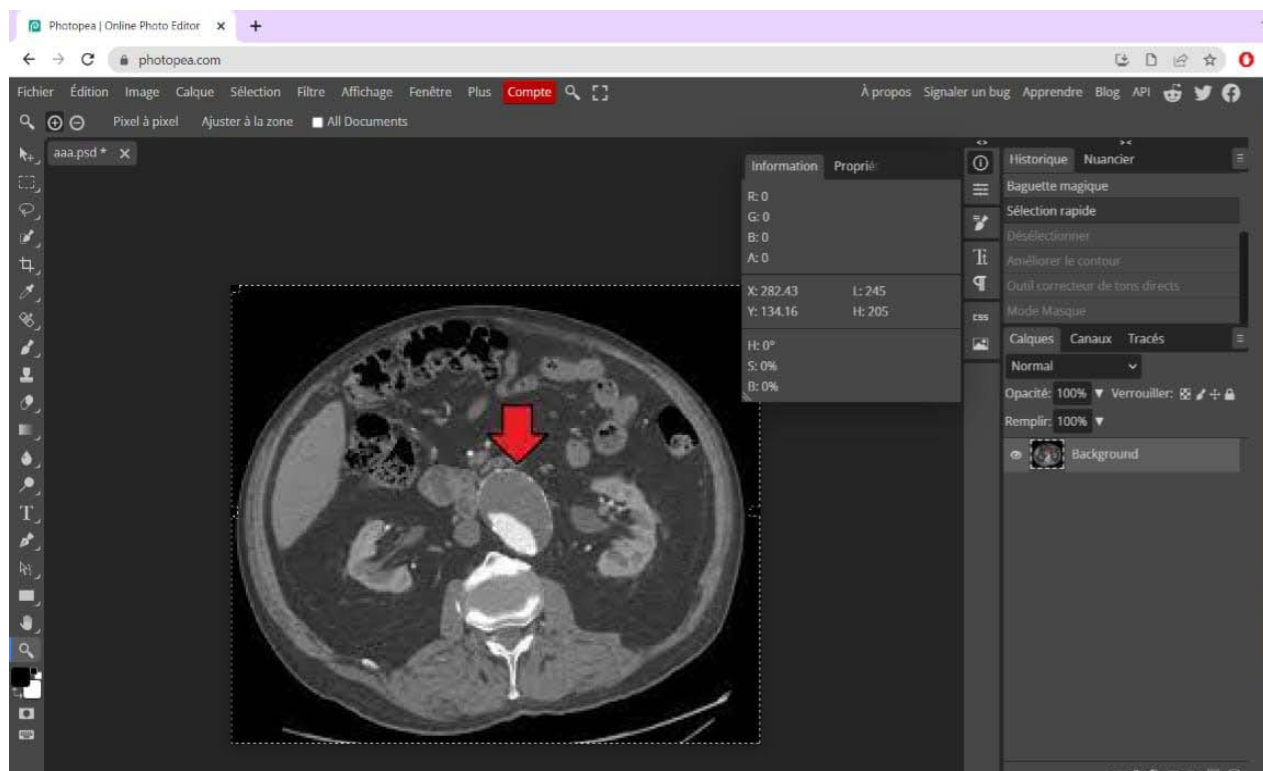 Photopea | Online Photo Editor
photopea.com
Fichier Édition Image Calque Sélection Filtre Affichage Fenêtre Plus Compte
À propos Signaler un bug Apprendre Blog API
Pixel à pixel Ajuster à la zone All Documents
aaa.psd *
Information Proprié
R: 0
G: 0
B: 0
A: 0
X: 282.43 L: 245
Y: 134.16 H: 205
H: 0°
S: 0%
B: 0%
CSS
Historique Nuancier
Baguette magique
Sélection rapide
Désélectionner
Améliorer le contour
Outil correcteur de tons directs
Mode Masque
Calques Canaux Tracés
Normal
Opacité: 100% Verrouiller:
Remplir: 100%
Background